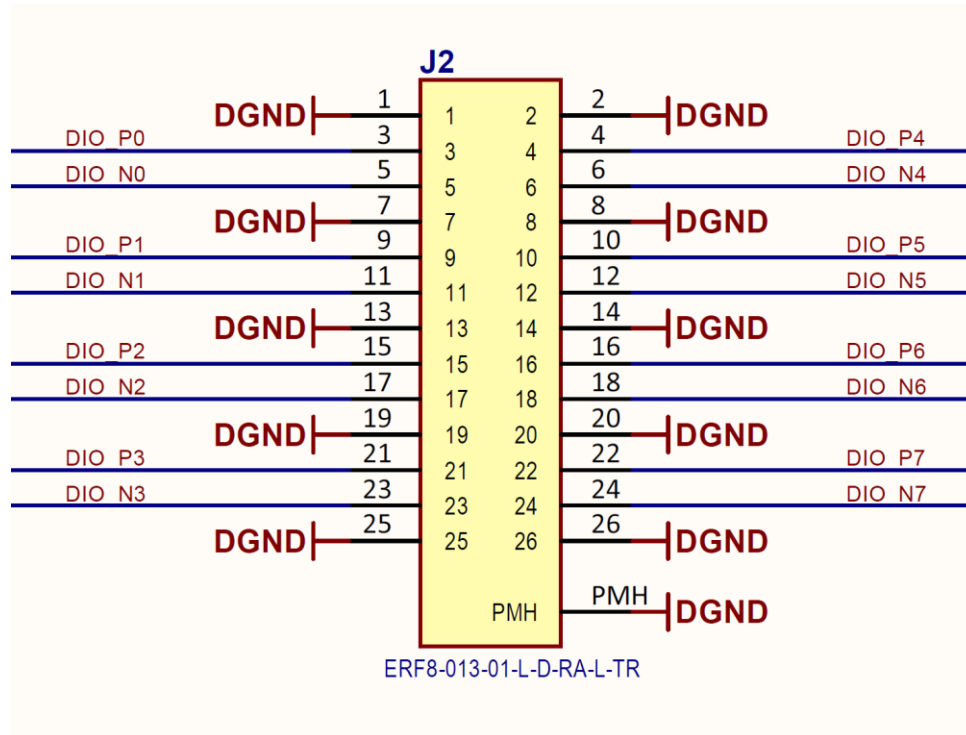 J2
DGND 1 1 2 2 DGND
DIO_P0 3 3 4 4 DIO_P4
DIO_N0 5 5 6 6 DIO_N4
DGND 7 7 8 8 DGND
DIO_P1 9 9 10 10 DIO_P5
DIO_N1 11 11 12 12 DIO_N5
DGND 13 13 14 14 DGND
DIO_P2 15 15 16 16 DIO_P6
DIO_N2 17 17 18 18 DIO_N6
DGND 19 19 20 20 DGND
DIO_P3 21 21 22 22 DIO_P7
DIO_N3 23 23 24 24 DIO_N7
DGND 25 25 26 26 DGND
PMH PMH DGND
ERF8-013-01-L-D-RA-L-TR